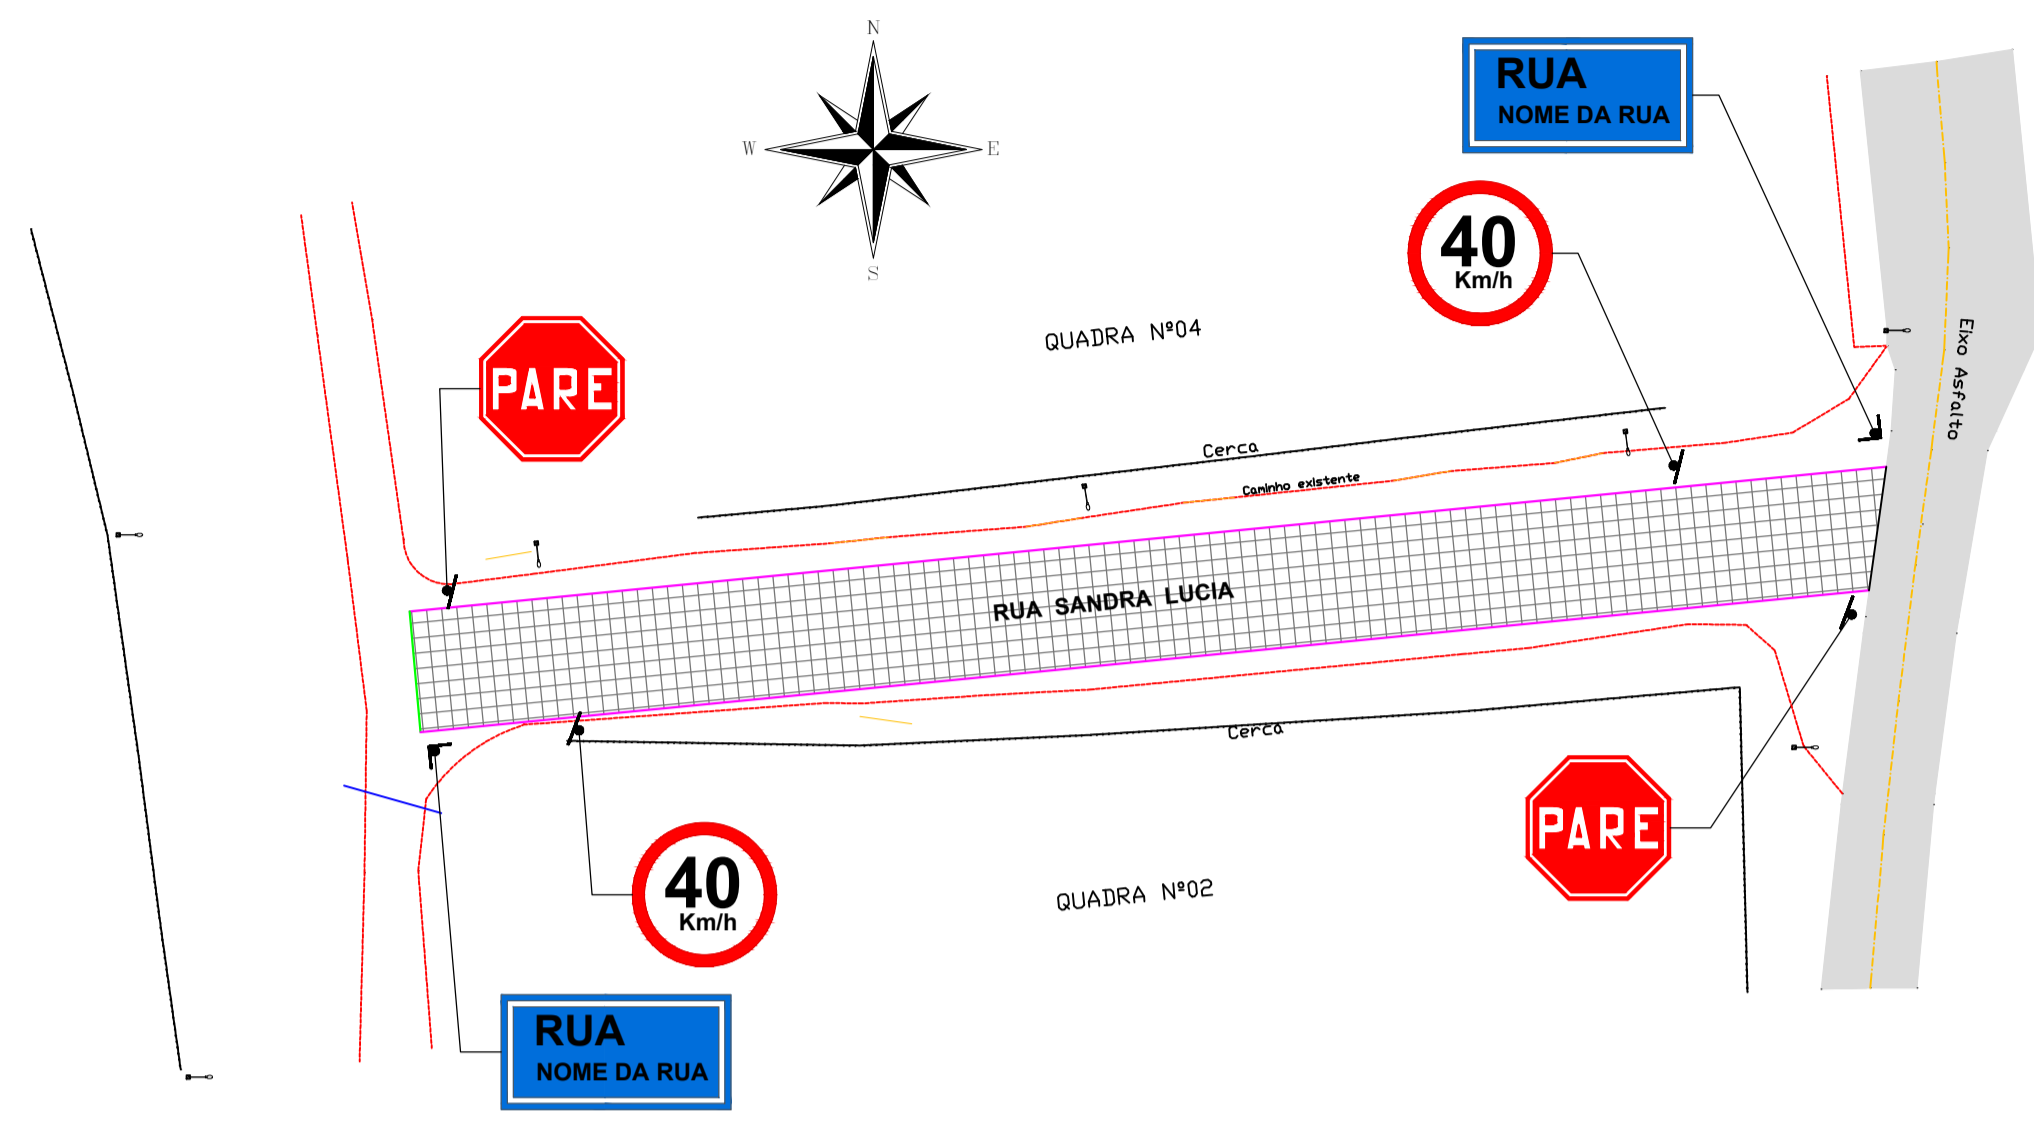 N
W
E
S
RUA
NOME DA RUA
40
Km/h
PARE
QUADRA Nº04
Eixo Asfalto
Cerca
Caminho existente
RUA SANDRA LUCIA
Cerca
PARE
40
Km/h
QUADRA Nº02
RUA
NOME DA RUA